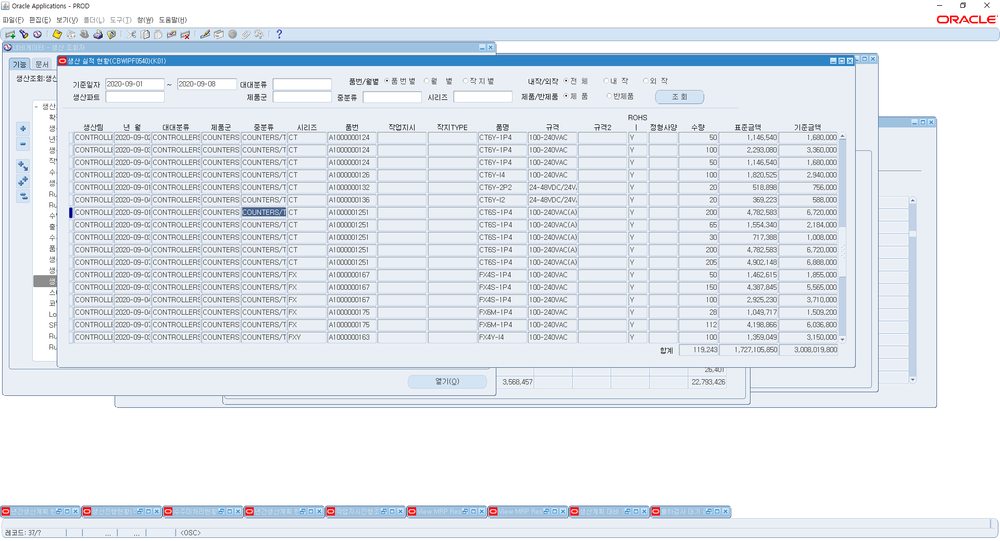 Oracle Applications - PROD
파일(F) 편집(E) 보기(V) 폴더(L) 도구(T) 창(W) 도움말(H)
ORACLE
네비게이터 - 생산 조회자
기능 문서
생산조회:생산
생산 실적 현황(CBWIPF0540)(K01)
기준일자 2020-09-01 ~ 2020-09-08 대대분류 품번/월별 품 번 별 월 별 작 지 별 내작/외작 전 체 내 작 외 작
생산파트 제품군 중분류 시리즈 제품/반제품 제 품 반제품 조 회
ROHS
생산팀 년 월 대대분류 제품군 중분류 시리즈 품번 작업지시 작지TYPE 품명 규격 규격2 I 정형사양 수량 표준금액 기준금액
CONTROLLE 2020-09-02 CONTROLLERS COUNTERS COUNTERS/T CT A1000000124 CT6Y-1P4 100-240VAC Y 50 1,146,540 1,680,000
CONTROLLE 2020-09-03 CONTROLLERS COUNTERS COUNTERS/T CT A1000000124 CT6Y-1P4 100-240VAC Y 100 2,293,080 3,360,000
CONTROLLE 2020-09-04 CONTROLLERS COUNTERS COUNTERS/T CT A1000000124 CT6Y-1P4 100-240VAC Y 50 1,146,540 1,680,000
CONTROLLE 2020-09-02 CONTROLLERS COUNTERS COUNTERS/T CT A1000000126 CT6Y-I4 100-240VAC Y 100 1,820,525 2,940,000
CONTROLLE 2020-09-01 CONTROLLERS COUNTERS COUNTERS/T CT A1000000132 CT6Y-2P2 24-48VDC/24V. Y 20 518,898 756,000
CONTROLLE 2020-09-04 CONTROLLERS COUNTERS COUNTERS/T CT A1000000136 CT6Y-I2 24-48VDC/24V. Y 20 369,223 588,000
CONTROLLE 2020-09-01 CONTROLLERS COUNTERS COUNTERS/T CT A1000001251 CT6S-1P4 100-240VAC(A) Y 200 4,782,583 6,720,000
CONTROLLE 2020-09-02 CONTROLLERS COUNTERS COUNTERS/T CT A1000001251 CT6S-1P4 100-240VAC(A) Y 65 1,554,340 2,184,000
CONTROLLE 2020-09-03 CONTROLLERS COUNTERS COUNTERS/T CT A1000001251 CT6S-1P4 100-240VAC(A) Y 30 717,388 1,008,000
CONTROLLE 2020-09-04 CONTROLLERS COUNTERS COUNTERS/T CT A1000001251 CT6S-1P4 100-240VAC(A) Y 200 4,782,583 6,720,000
CONTROLLE 2020-09-07 CONTROLLERS COUNTERS COUNTERS/T CT A1000001251 CT6S-1P4 100-240VAC(A) Y 205 4,902,148 6,888,000
CONTROLLE 2020-09-02 CONTROLLERS COUNTERS COUNTERS/T FX A1000000167 FX4S-1P4 100-240VAC Y 50 1,462,615 1,855,000
CONTROLLE 2020-09-03 CONTROLLERS COUNTERS COUNTERS/T FX A1000000167 FX4S-1P4 100-240VAC Y 150 4,387,845 5,565,000
CONTROLLE 2020-09-04 CONTROLLERS COUNTERS COUNTERS/T FX A1000000167 FX4S-1P4 100-240VAC Y 100 2,925,230 3,710,000
CONTROLLE 2020-09-04 CONTROLLERS COUNTERS COUNTERS/T FX A1000000175 FX6M-1P4 100-240VAC Y 28 1,049,717 1,509,200
CONTROLLE 2020-09-07 CONTROLLERS COUNTERS COUNTERS/T FX A1000000175 FX6M-1P4 100-240VAC Y 112 4,198,866 6,036,800
CONTROLLE 2020-09-03 CONTROLLERS COUNTERS COUNTERS/T FXY A1000000163 FX4Y-I4 100-240VAC Y 100 1,359,049 3,150,000
합계 119,243 1,727,105,850 3,008,019,800
26,401
열기(O) 3,568,457 22,793,426
년간생산계획 현 생산진행현황( 수주미처리현황 년간생산계획 현 작업지시진행조 View MRP Res View MRP Res 생산계획 대비 출하검사 대기
레코드: 37/? ... ... <OSC>